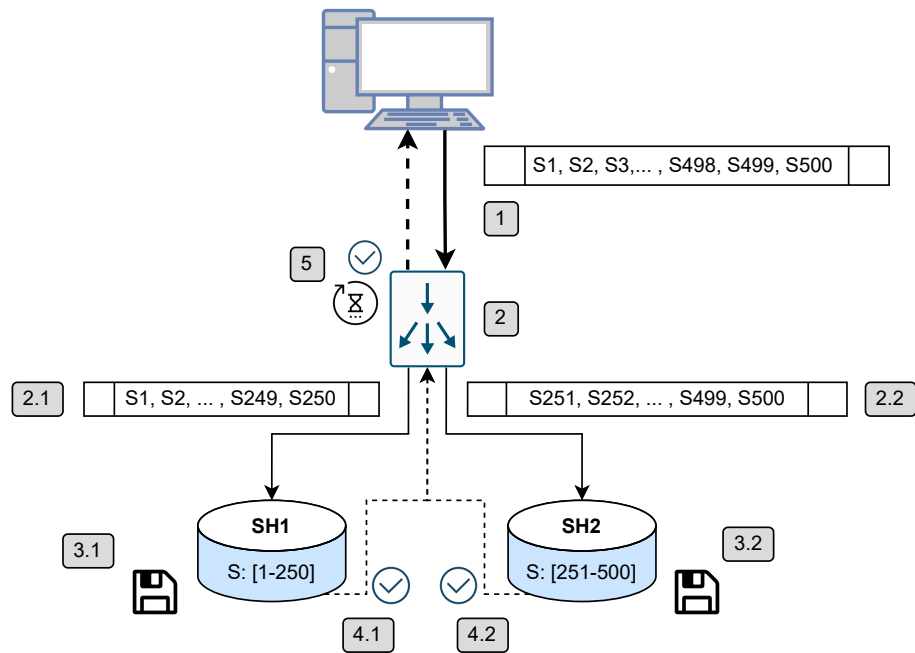 S1, S2, S3,... , S498, S499, S500
1
5
2
2.1
S1, S2, ... , S249, S250
S251, S252, ... , S499, S500
2.2
SH1
S: [1-250]
SH2
S: [251-500]
3.1
3.2
4.1
4.2